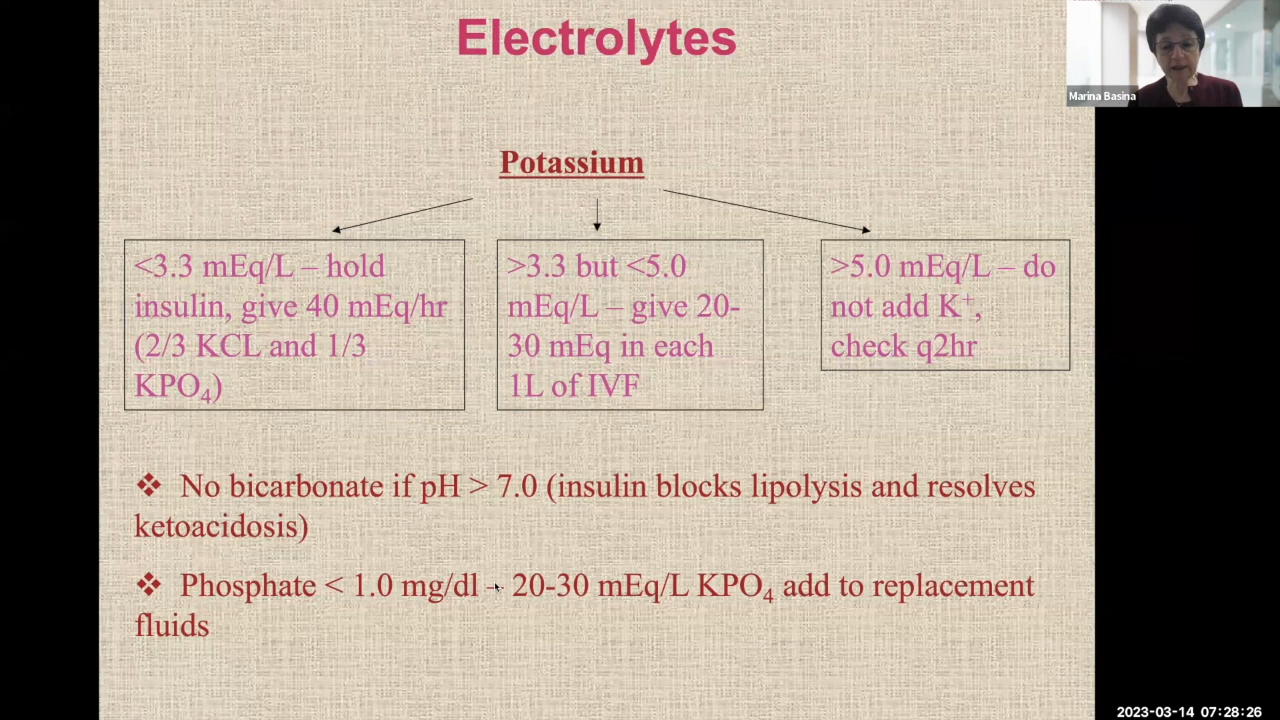 Electrolytes
Marina Basina
Potassium
<3.3 mEq/L – hold
insulin, give 40 mEq/hr
(2/3 KCL and 1/3
KPO₄)
>3.3 but <5.0
mEq/L – give 20-
30 mEq in each
1L of IVF
>5.0 mEq/L – do
not add K⁺,
check q2hr
❖ No bicarbonate if pH > 7.0 (insulin blocks lipolysis and resolves
ketoacidosis)
❖ Phosphate < 1.0 mg/dl – 20-30 mEq/L KPO₄ add to replacement
fluids
2023-03-14 07:28:26